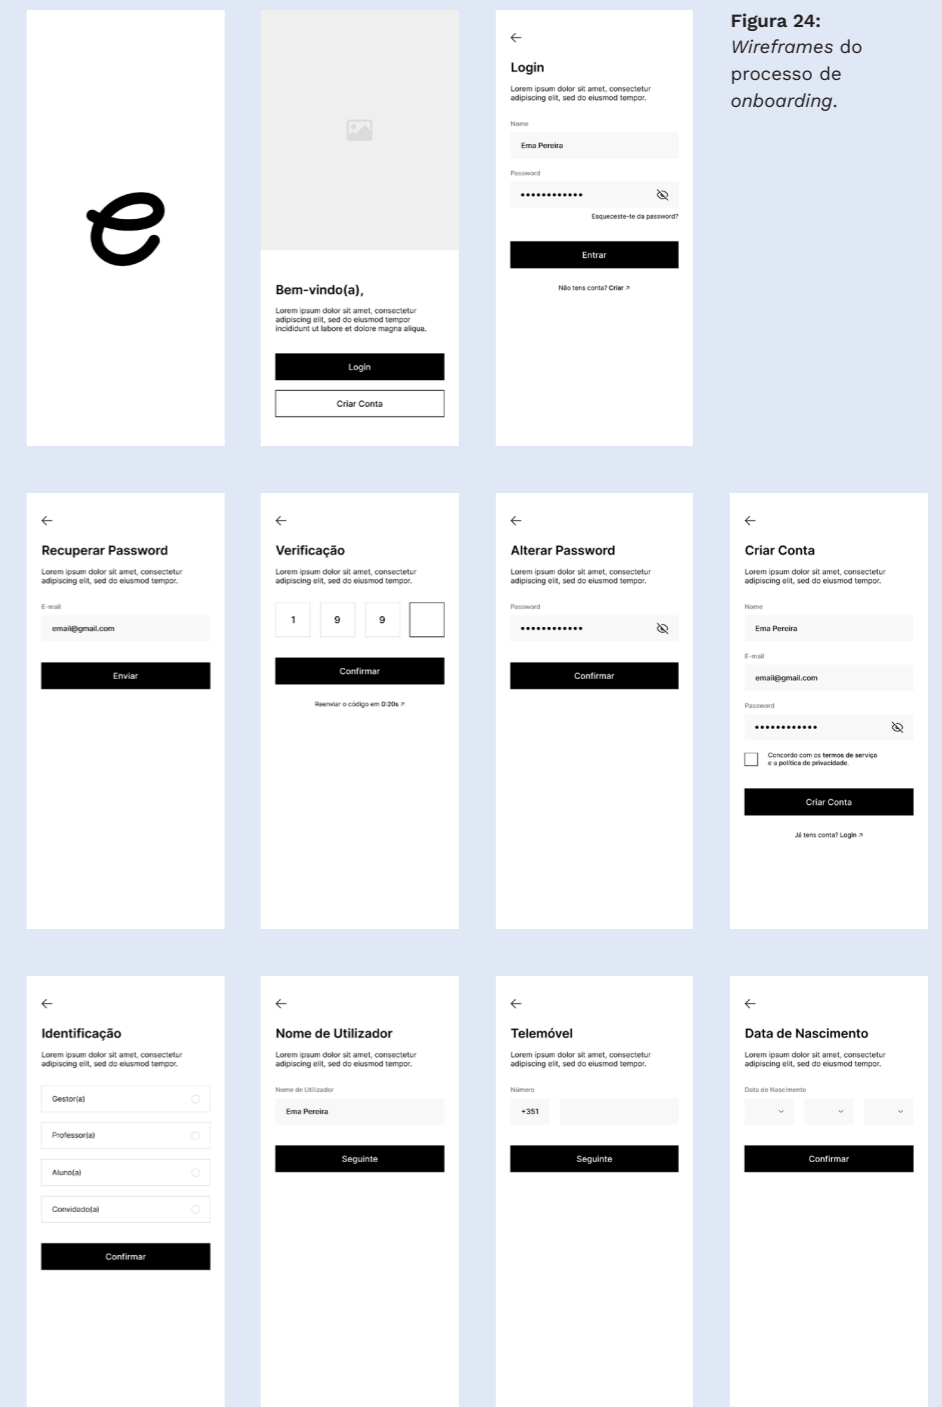 Figura 24:
Wireframes do
processo de
onboarding.
e
Bem-vindo(a),
Lorem ipsum dolor sit amet, consectetur
adipiscing elit, sed do eiusmod tempor
incididunt ut labore et dolore magna aliqua.
Login
Criar Conta
Login
Lorem ipsum dolor sit amet, consectetur
adipiscing elit, sed do eiusmod tempor.
Nome
Ema Pereira
Password
••••••••••••
Esqueceste-te da password?
Entrar
Não tens conta? Criar ↗
Recuperar Password
Lorem ipsum dolor sit amet, consectetur
adipiscing elit, sed do eiusmod tempor.
E-mail
email@gmail.com
Enviar
Verificação
Lorem ipsum dolor sit amet, consectetur
adipiscing elit, sed do eiusmod tempor.
1 9 9
Confirmar
Reenviar o código em 0:20s ↗
Alterar Password
Lorem ipsum dolor sit amet, consectetur
adipiscing elit, sed do eiusmod tempor.
Password
••••••••••••
Confirmar
Criar Conta
Lorem ipsum dolor sit amet, consectetur
adipiscing elit, sed do eiusmod tempor.
Nome
Ema Pereira
E-mail
email@gmail.com
Password
••••••••••••
Concordo com os termos de serviço
e a política de privacidade.
Criar Conta
Já tens conta? Login ↗
Identificação
Lorem ipsum dolor sit amet, consectetur
adipiscing elit, sed do eiusmod tempor.
Gestor(a)
Professor(a)
Aluno(a)
Convidado(a)
Confirmar
Nome de Utilizador
Lorem ipsum dolor sit amet, consectetur
adipiscing elit, sed do eiusmod tempor.
Nome de Utilizador
Ema Pereira
Seguinte
Telemóvel
Lorem ipsum dolor sit amet, consectetur
adipiscing elit, sed do eiusmod tempor.
Número
+351
Seguinte
Data de Nascimento
Lorem ipsum dolor sit amet, consectetur
adipiscing elit, sed do eiusmod tempor.
Data de Nascimento
Confirmar